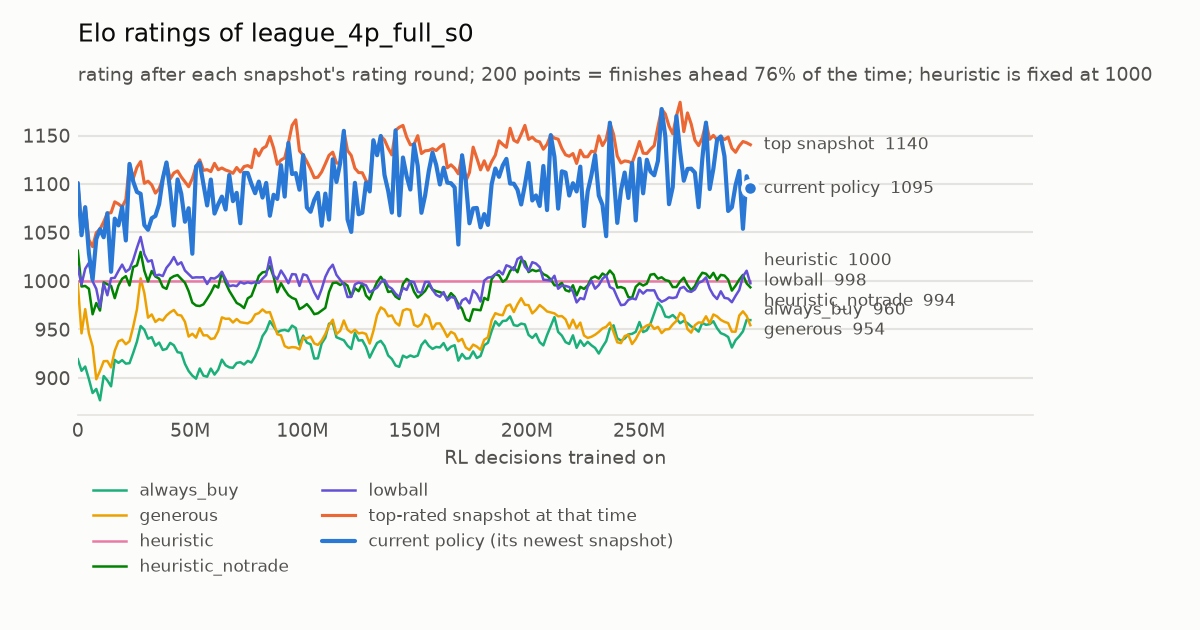 Elo ratings of league_4p_full_s0
rating after each snapshot's rating round; 200 points = finishes ahead 76% of the time; heuristic is fixed at 1000
1150
1100
1050
1000
950
900
top snapshot 1140
current policy 1095
heuristic 1000
lowball 998
heuristic_notrade 994
always_buy 960
generous 954
0
50M
100M
150M
200M
250M
RL decisions trained on
always_buy
generous
heuristic
heuristic_notrade
lowball
top-rated snapshot at that time
current policy (its newest snapshot)